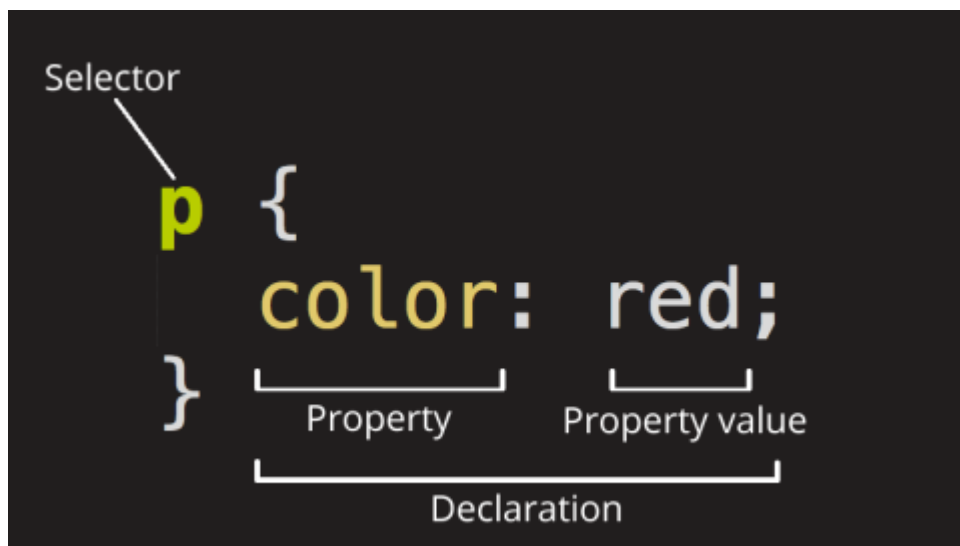 Selector
p {
color: red;
}
Property
Property value
Declaration